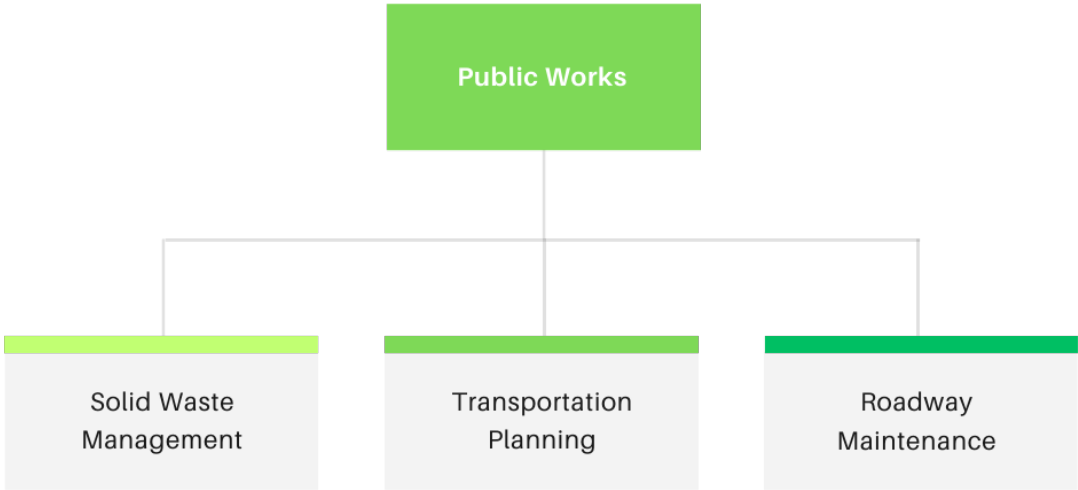 Public Works
Solid Waste
Management
Transportation
Planning
Roadway
Maintenance